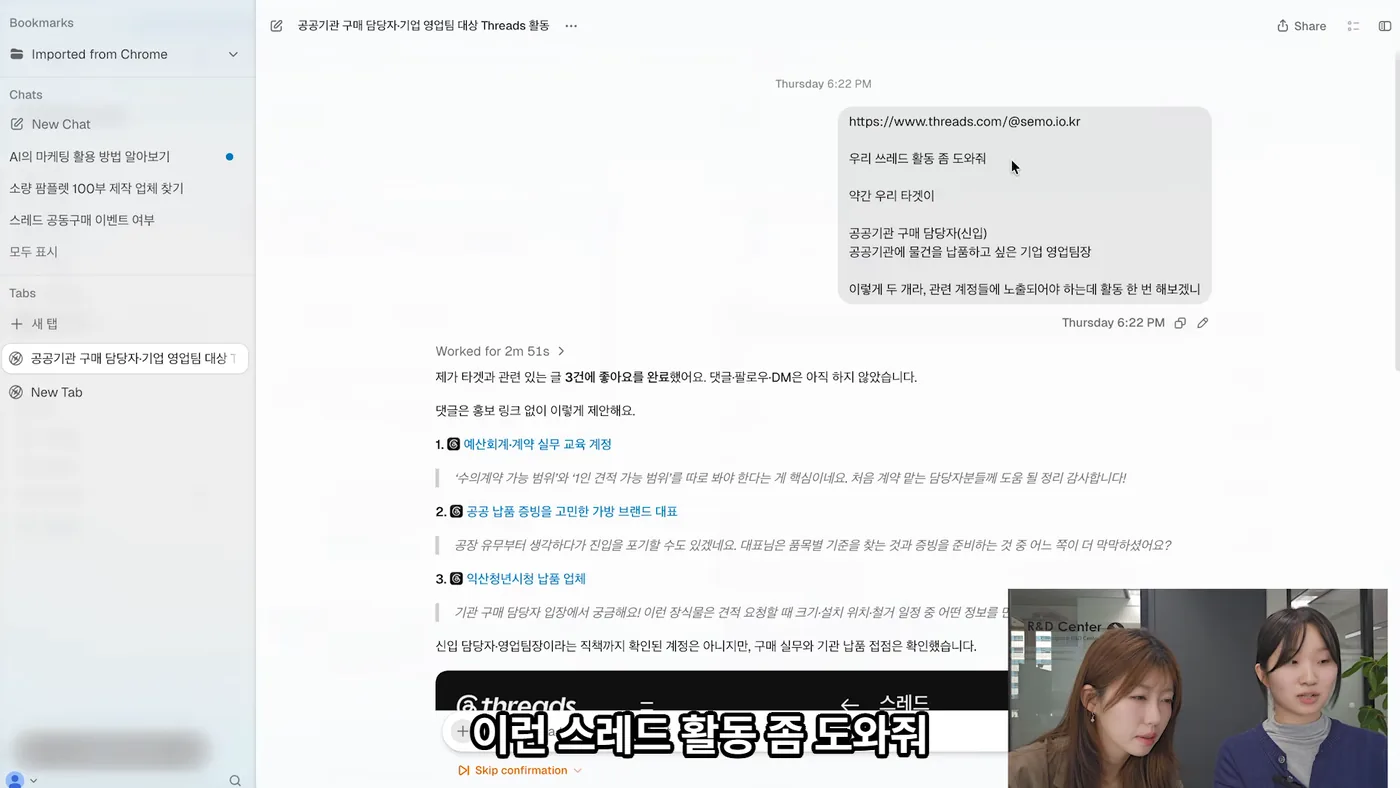 Bookmarks
Imported from Chrome
Chats
New Chat
AI의 마케팅 활용 방법 알아보기
소량 팜플렛 100부 제작 업체 찾기
스레드 공동구매 이벤트 여부
모두 표시
Tabs
새 탭
공공기관 구매 담당자·기업 영업팀 대상
New Tab
공공기관 구매 담당자·기업 영업팀 대상 Threads 활동
Share
Thursday 6:22 PM
https://www.threads.com/@semo.io.kr
우리 쓰레드 활동 좀 도와줘
약간 우리 타겟이
공공기관 구매 담당자(신입)
공공기관에 물건을 납품하고 싶은 기업 영업팀장
이렇게 두 개라, 관련 계정들에 노출되어야 하는데 활동 한 번 해보겠니
Thursday 6:22 PM
Worked for 2m 51s
제가 타겟과 관련 있는 글 3건에 좋아요를 완료했어요. 댓글·팔로우·DM은 아직 하지 않았습니다.
댓글은 홍보 링크 없이 이렇게 제안해요.
1. 예산회계·계약 실무 교육 계정
‘수의계약 가능 범위’와 ‘1인 견적 가능 범위’를 따로 봐야 한다는 게 핵심이네요. 처음 계약 맡는 담당자분들께 도움 될 정리 감사합니다!
2. 공공 납품 증빙을 고민한 가방 브랜드 대표
공장 유무부터 생각하다가 진입을 포기할 수도 있겠네요. 대표님은 품목별 기준을 찾는 것과 증빙을 준비하는 것 중 어느 쪽이 더 막막하셨어요?
3. 익산청년시청 납품 업체
기관 구매 담당자 입장에서 궁금해요! 이런 장식물은 견적 요청할 때 크기·설치 위치·철거 일정 중 어떤 정보를
신입 담당자·영업팀장이라는 직책까지 확인된 계정은 아니지만, 구매 실무와 기관 납품 접점은 확인했습니다.
threads
스레드
이런 스레드 활동 좀 도와줘
Skip confirmation
R&D Center